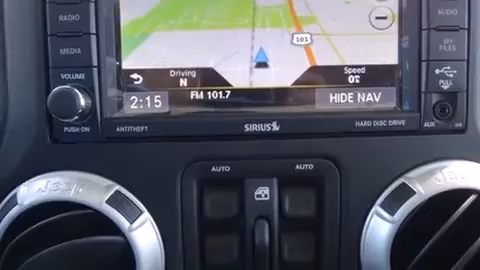 RADIO
MEDIA
VOLUME
PUSH ON
101
Driving
N
Speed
0
2:15
FM 101.7
HIDE NAV
ANTITHEFT
SIRIUS
HARD DISC DRIVE
AUDIO
MY
FILES
PULL
AUX
AUTO
AUTO
Jeep
Jeep